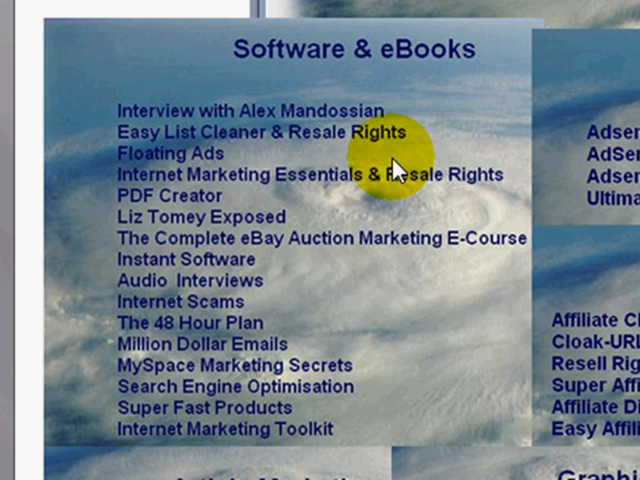 Software & eBooks
Interview with Alex Mandossian
Easy List Cleaner & Resale Rights
Floating Ads
Internet Marketing Essentials & Resale Rights
PDF Creator
Liz Tomey Exposed
The Complete eBay Auction Marketing E-Course
Instant Software
Audio Interviews
Internet Scams
The 48 Hour Plan
Million Dollar Emails
MySpace Marketing Secrets
Search Engine Optimisation
Super Fast Products
Internet Marketing Toolkit
Adser
AdSer
Adser
Ultima
Affiliate Cl
Cloak-URL
Resell Rig
Super Affi
Affiliate Di
Easy Affili
Graphi